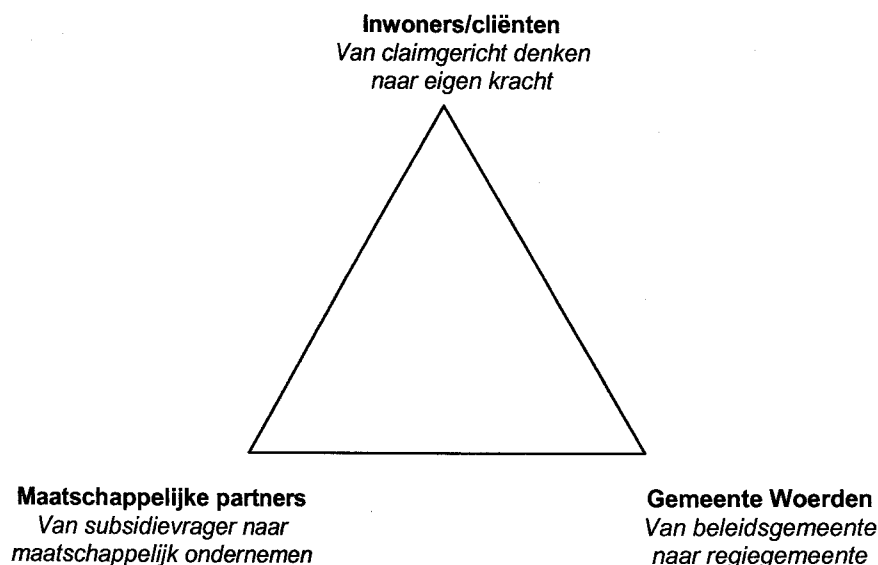 Inwoners/cliënten
Van claimgericht denken
naar eigen kracht
Maatschappelijke partners
Van subsidievrager naar
maatschappelijk ondernemen
Gemeente Woerden
Van beleidsgemeente
naar regiegemeente